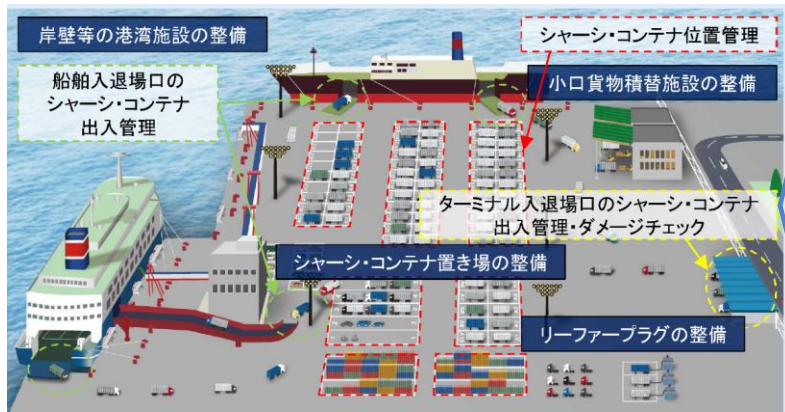 岸壁等の港湾施設の整備
シャーシ・コンテナ位置管理
船舶入退場口の
シャーシ・コンテナ
出入管理
小口貨物積替施設の整備
ターミナル入退場口のシャーシ・コンテナ
出入管理・ダメージチェック
シャーシ・コンテナ置き場の整備
リーファープラグの整備